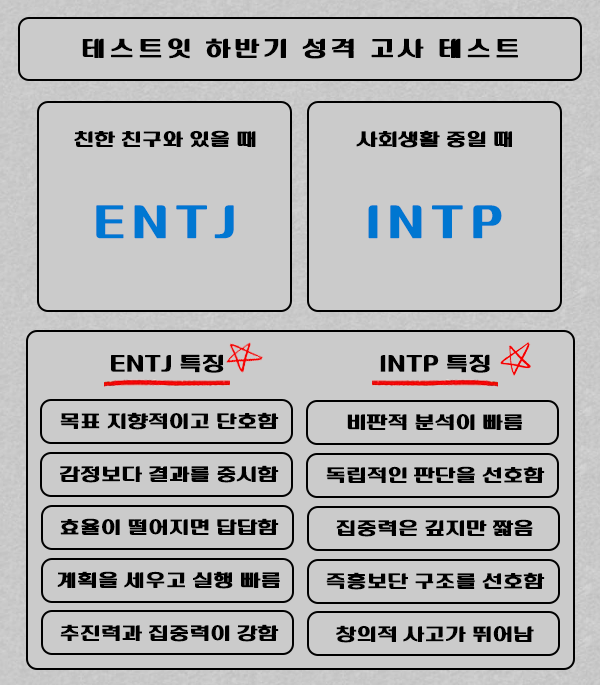 테스트잇 하반기 성격 고사 테스트
친한 친구와 있을 때
ENTJ
사회생활 중일 때
INTP
ENTJ 특징
목표 지향적이고 단호함
감정보다 결과를 중시함
효율이 떨어지면 답답함
계획을 세우고 실행 빠름
추진력과 집중력이 강함
INTP 특징
비판적 분석이 빠름
독립적인 판단을 선호함
집중력은 깊지만 짧음
즉흥보단 구조를 선호함
창의적 사고가 뛰어남